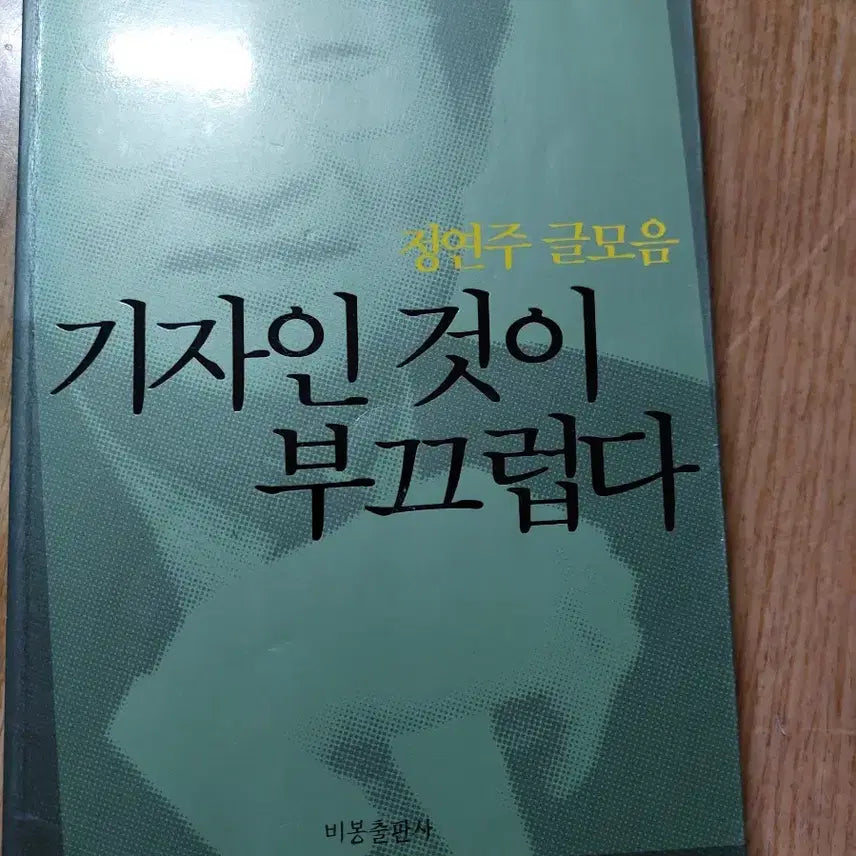 정연주 글모음
기자인 것이
부끄럽다
비봉출판사